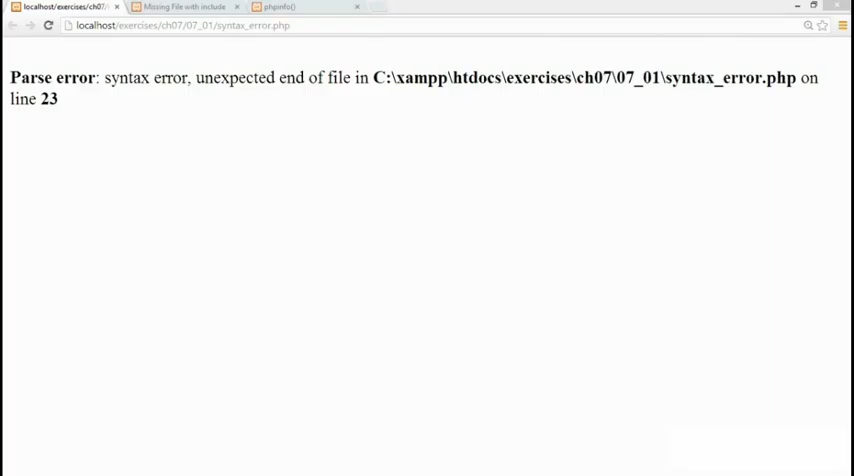 localhost/exercises/ch07/ Missing File with include phpinfo()
localhost/exercises/ch07/07_01/syntax_error.php
Parse error: syntax error, unexpected end of file in C:\xampp\htdocs\exercises\ch07\07_01\syntax_error.php on
line 23